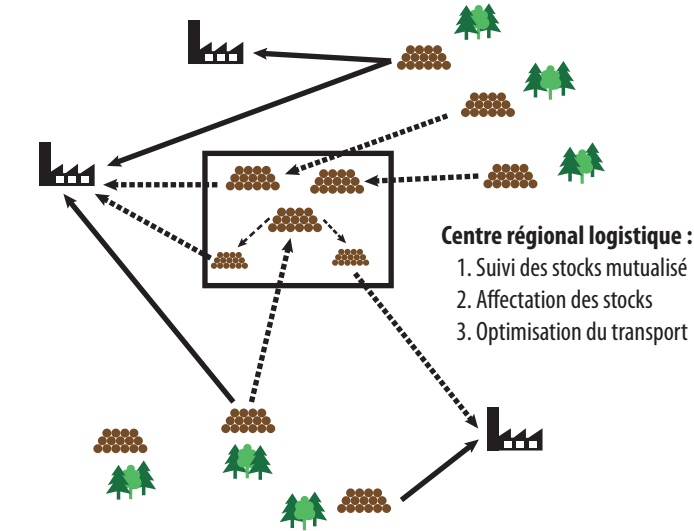 Centre régional logistique :
1. Suivi des stocks mutualisé
2. Affectation des stocks
3. Optimisation du transport